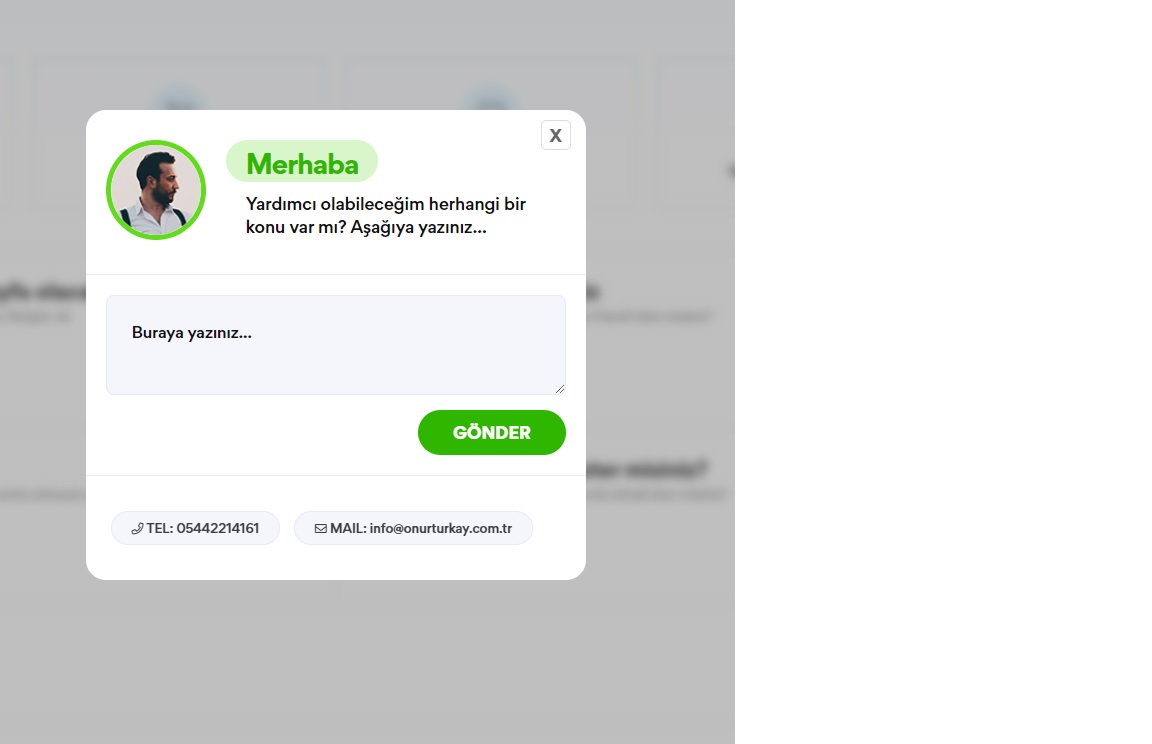 X
Merhaba
Yardımcı olabileceğim herhangi bir
konu var mı? Aşağıya yazınız...
Buraya yazınız...
GÖNDER
TEL: 05442214161
MAIL: info@onurturkay.com.tr